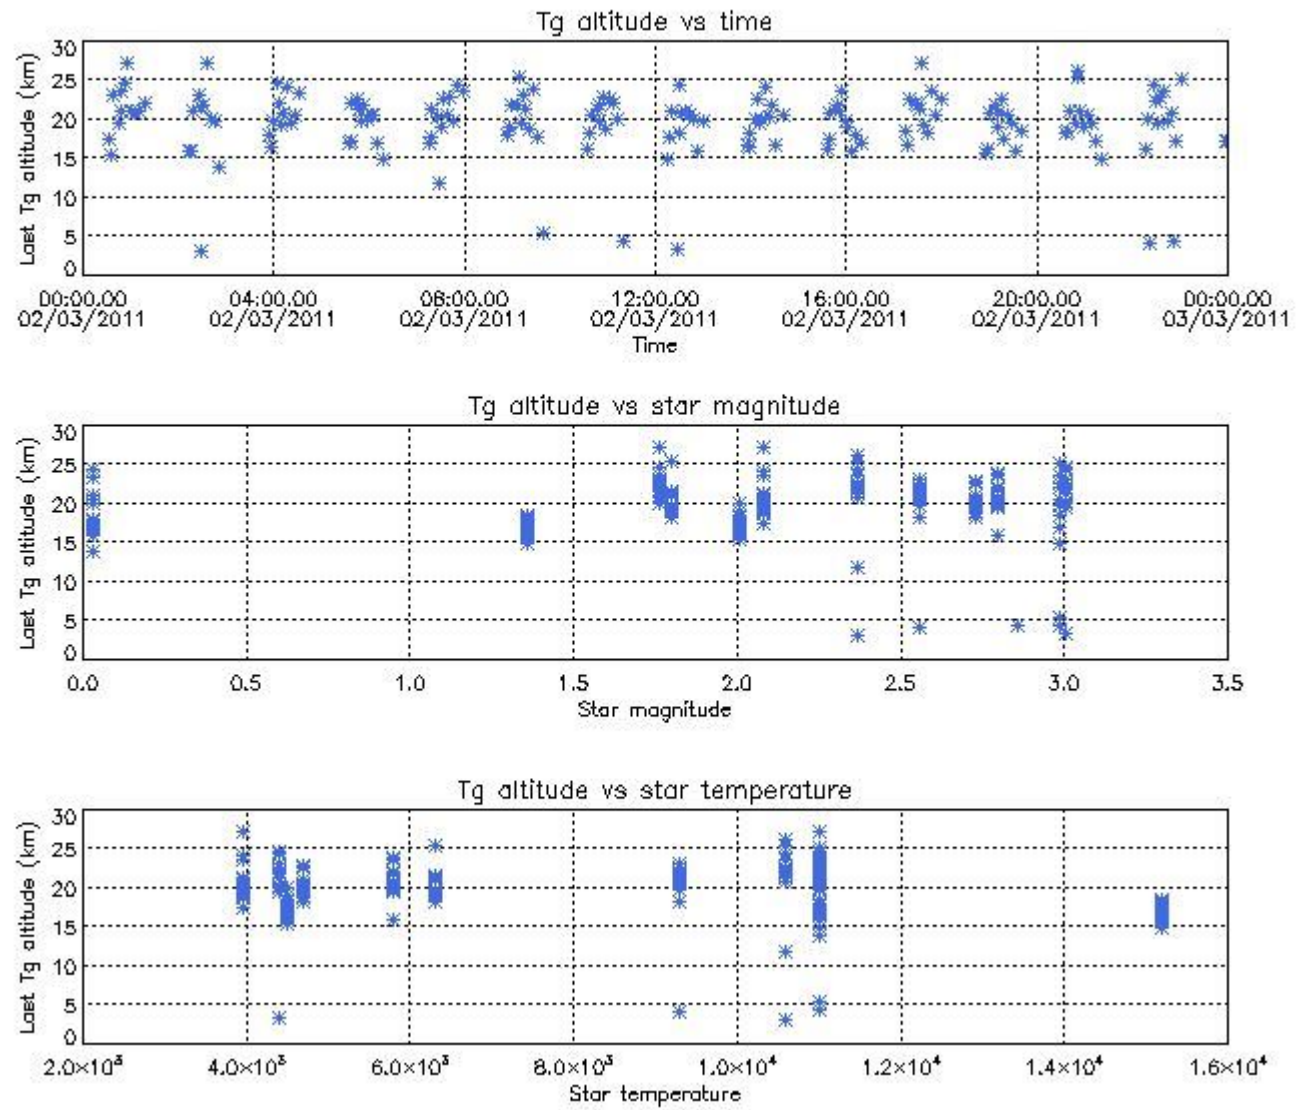 Tg altitude vs time
Last Tg altitude (km)
30
25
20
15
10
5
0
00:00.00 04:00.00 08:00.00 12:00.00 16:00.00 20:00.00 00:00.00
02/03/2011 02/03/2011 02/03/2011 02/03/2011 02/03/2011 02/03/2011 03/03/2011
Time
Tg altitude vs star magnitude
Last Tg altitude (km)
30
25
20
15
10
5
0
0.0 0.5 1.0 1.5 2.0 2.5 3.0 3.5
Star magnitude
Tg altitude vs star temperature
Last Tg altitude (km)
30
25
20
15
10
5
0
2.0×10³ 4.0×10³ 6.0×10³ 8.0×10³ 1.0×10⁴ 1.2×10⁴ 1.4×10⁴ 1.6×10⁴
Star temperature